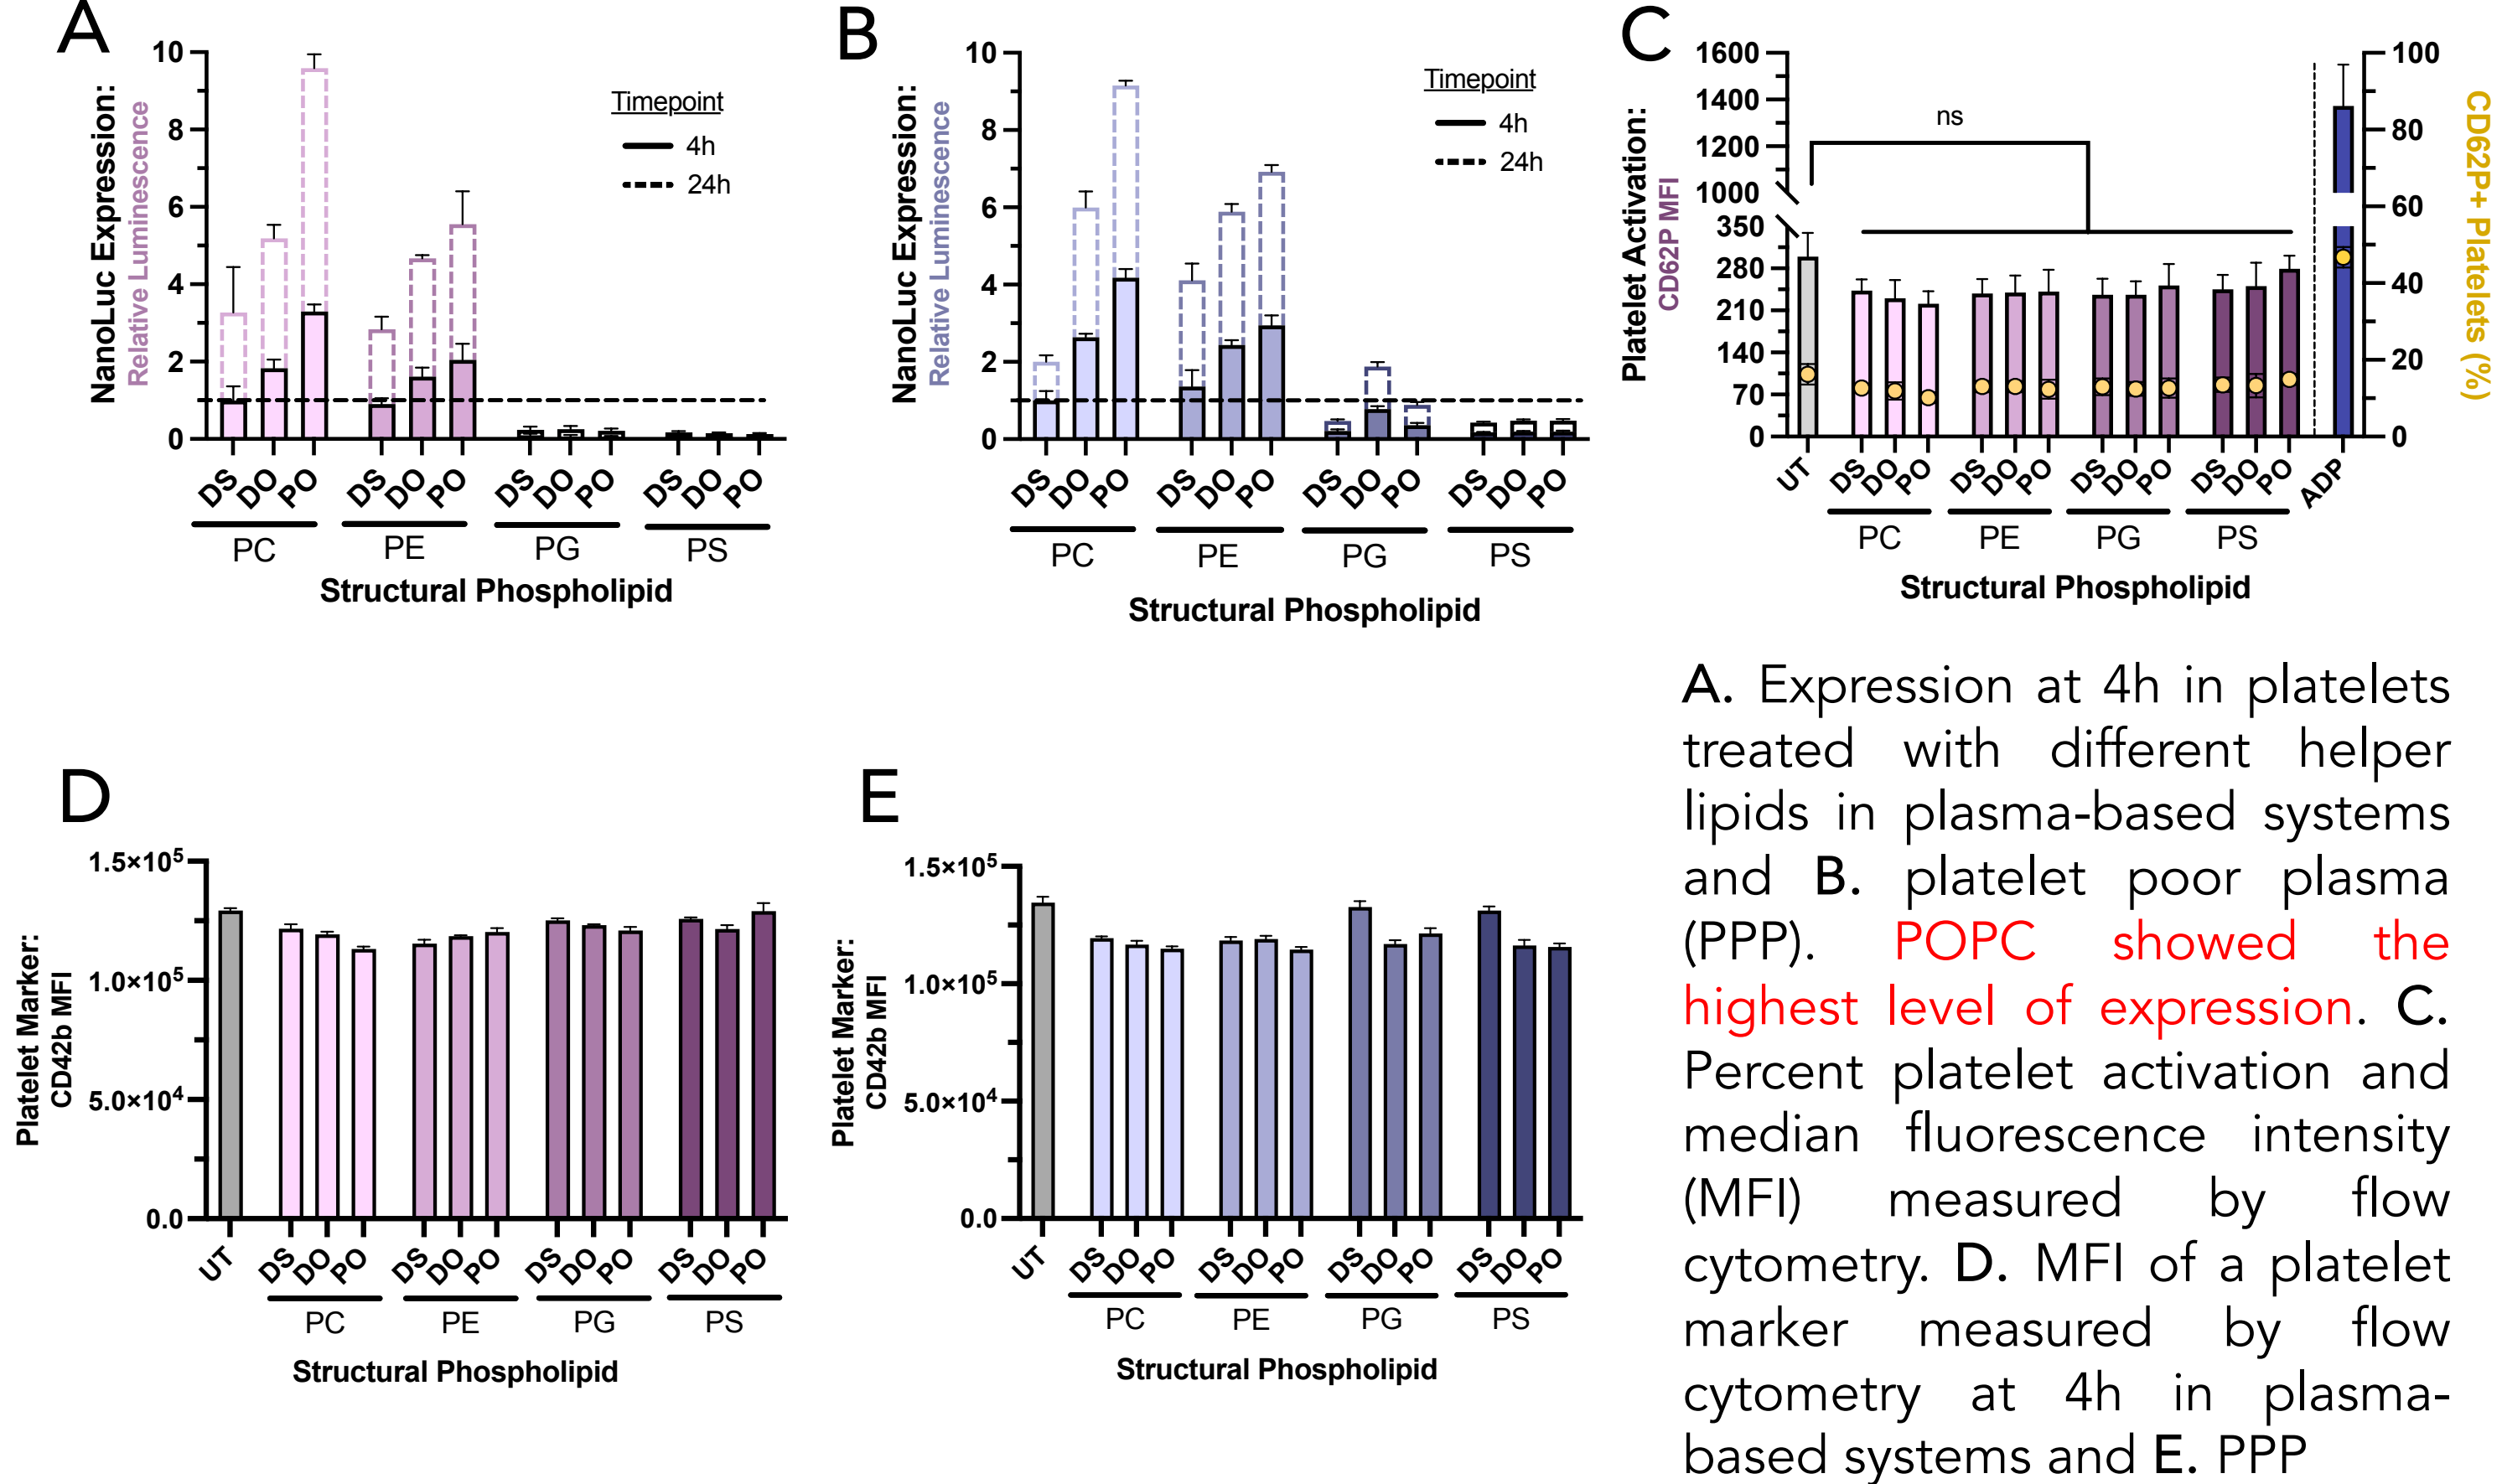 A
NanoLuc Expression:
Relative Luminescence
10
8
6
4
2
0
Timepoint
4h
24h
DS DO PO DS DO PO DS DO PO DS DO PO
PC PE PG PS
Structural Phospholipid
B
NanoLuc Expression:
Relative Luminescence
10
8
6
4
2
0
Timepoint
4h
24h
DS DO PO DS DO PO DS DO PO DS DO PO
PC PE PG PS
Structural Phospholipid
C
Platelet Activation:
CD62P MFI
1600
1400
1200
1000
350
280
210
140
70
0
ns
100
80
60
40
20
0
CD62P+ Platelets (%)
UT DS DO PO DS DO PO DS DO PO DS DO PO ADP
PC PE PG PS
Structural Phospholipid
D
Platelet Marker:
CD42b MFI
1.5×10⁵
1.0×10⁵
5.0×10⁴
0.0
UT DS DO PO DS DO PO DS DO PO DS DO PO
PC PE PG PS
Structural Phospholipid
E
Platelet Marker:
CD42b MFI
1.5×10⁵
1.0×10⁵
5.0×10⁴
0.0
UT DS DO PO DS DO PO DS DO PO DS DO PO
PC PE PG PS
Structural Phospholipid
A. Expression at 4h in platelets
treated with different helper
lipids in plasma-based systems
and B. platelet poor plasma
(PPP). POPC showed the
highest level of expression. C.
Percent platelet activation and
median fluorescence intensity
(MFI) measured by flow
cytometry. D. MFI of a platelet
marker measured by flow
cytometry at 4h in plasma-
based systems and E. PPP